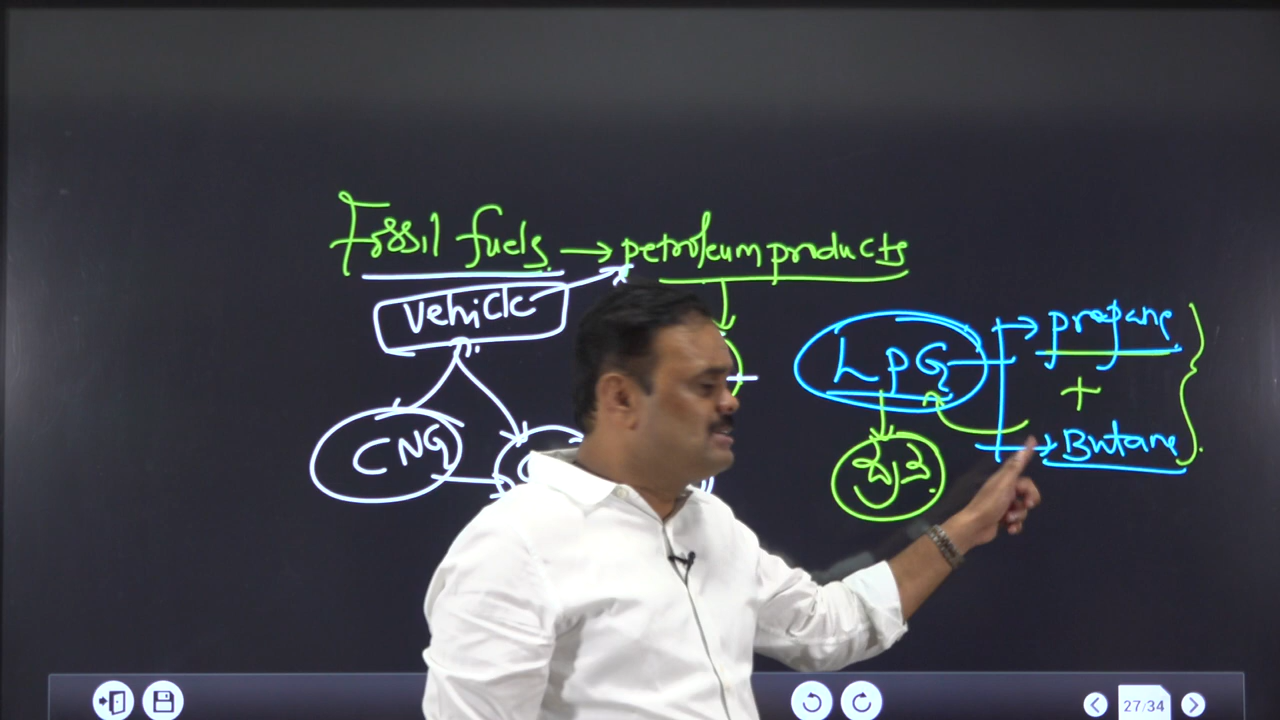 Fossil fuels → petroleum products
Vehicle
LPG → propane
+
CNG
→ Butane
27/34